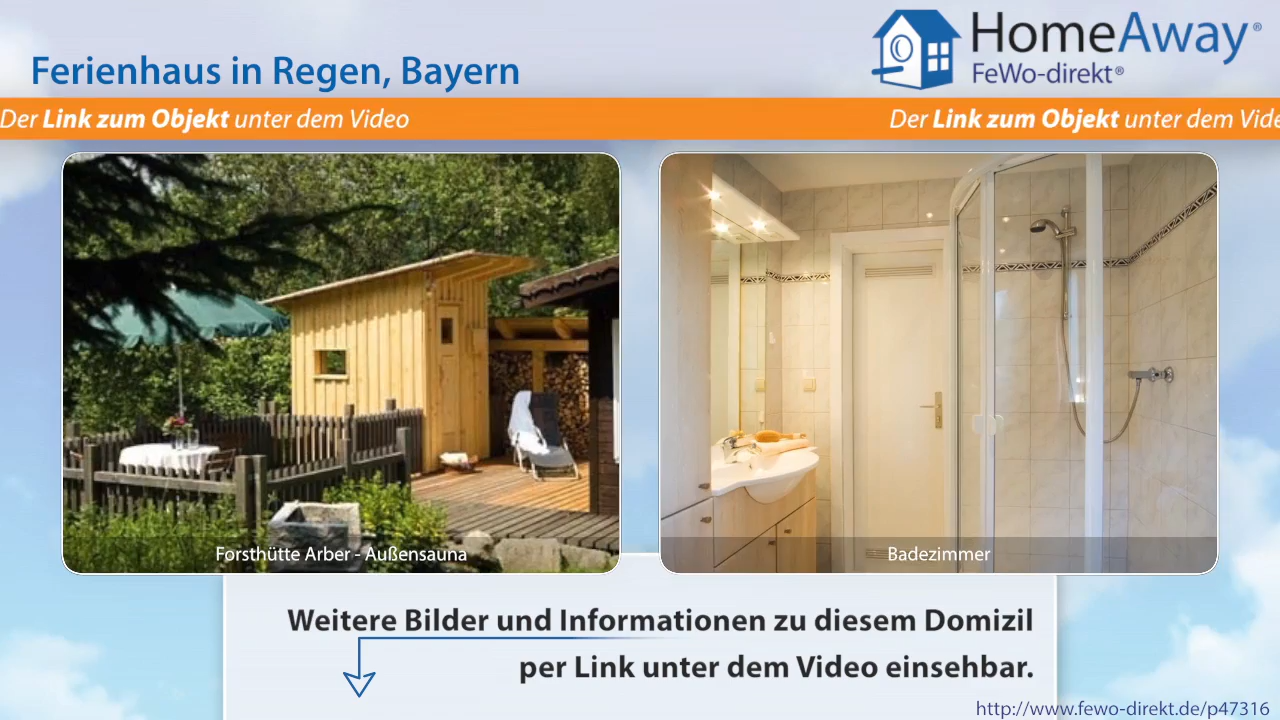 HomeAway®
FeWo-direkt®
Ferienhaus in Regen, Bayern
Der Link zum Objekt unter dem Video
Der Link zum Objekt unter dem Vide
Forsthütte Arber - Außensauna
Badezimmer
Weitere Bilder und Informationen zu diesem Domizil
per Link unter dem Video einsehbar.
http://www.fewo-direkt.de/p47316